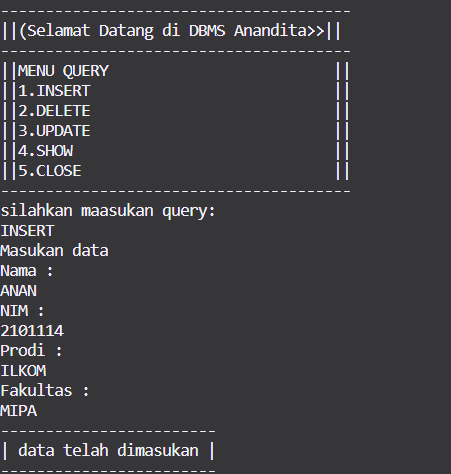 ---------------------------------------
||(Selamat Datang di DBMS Anandita>>||
---------------------------------------
||MENU QUERY                         ||
||1.INSERT                           ||
||2.DELETE                           ||
||3.UPDATE                           ||
||4.SHOW                             ||
||5.CLOSE                            ||
---------------------------------------
silahkan maasukan query:
INSERT
Masukan data
Nama :
ANAN
NIM :
2101114
Prodi :
ILKOM
Fakultas :
MIPA
------------------------
| data telah dimasukan |
------------------------